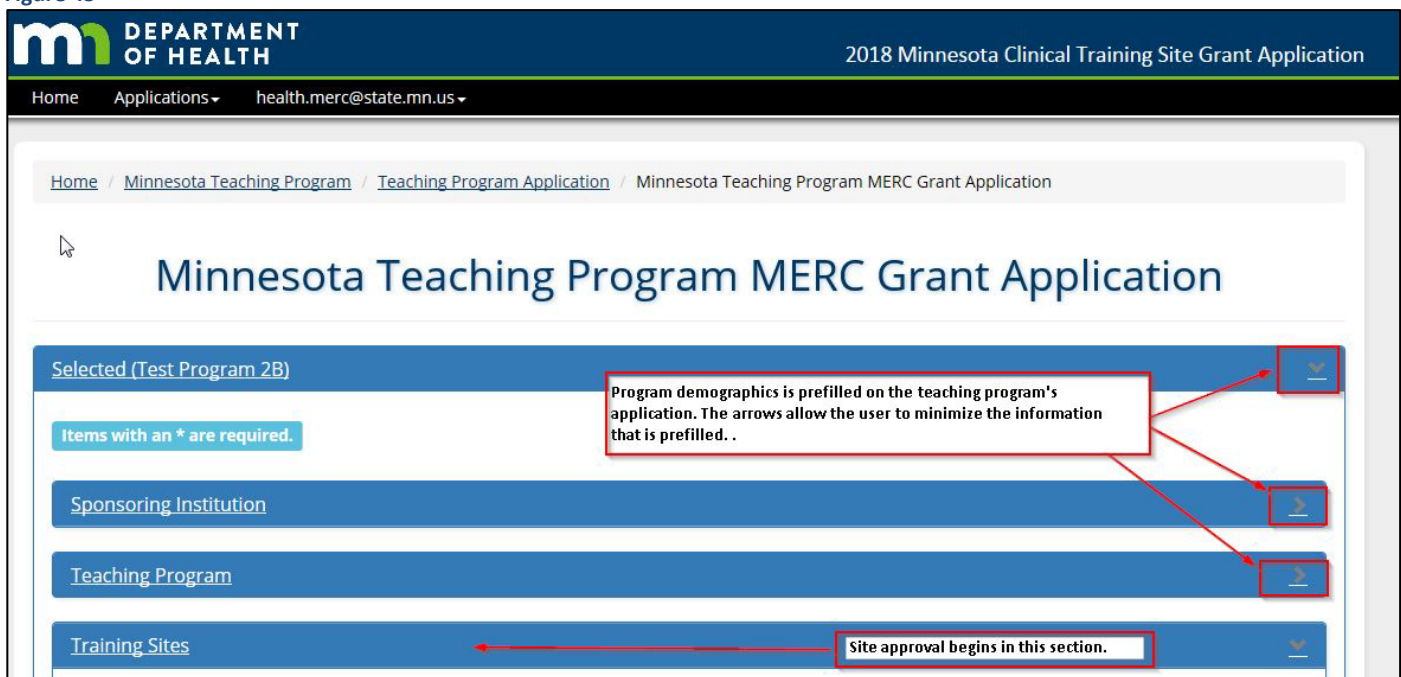 DEPARTMENT
OF HEALTH
2018 Minnesota Clinical Training Site Grant Application
Home Applications health.merc@state.mn.us
Home / Minnesota Teaching Program / Teaching Program Application / Minnesota Teaching Program MERC Grant Application
Minnesota Teaching Program MERC Grant Application
Selected (Test Program 2B)
Program demographics is prefilled on the teaching program's
application. The arrows allow the user to minimize the information
that is prefilled. .
Items with an * are required.
Sponsoring Institution
Teaching Program
Training Sites
Site approval begins in this section.